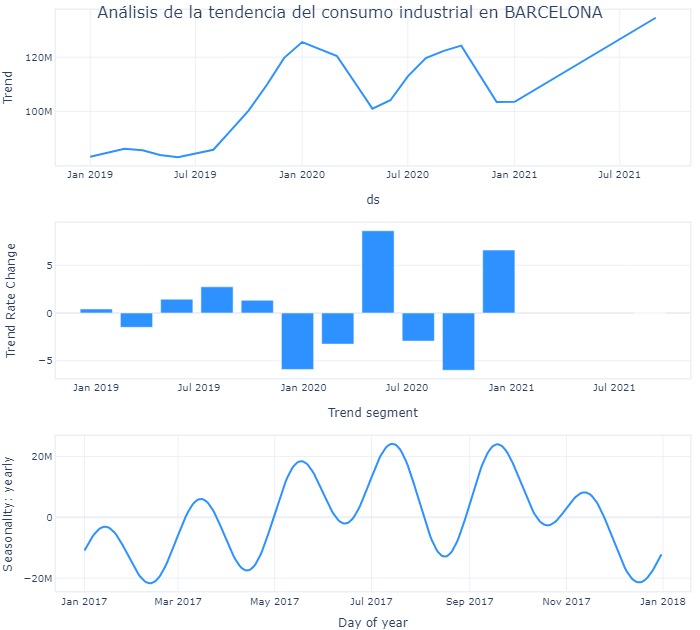 Análisis de la tendencia del consumo industrial en BARCELONA
Trend
120M
100M
Jan 2019 Jul 2019 Jan 2020 Jul 2020 Jan 2021 Jul 2021
ds
Trend Rate Change
5
0
−5
Jan 2019 Jul 2019 Jan 2020 Jul 2020 Jan 2021 Jul 2021
Trend segment
Seasonality: yearly
20M
0
−20M
Jan 2017 Mar 2017 May 2017 Jul 2017 Sep 2017 Nov 2017 Jan 2018
Day of year